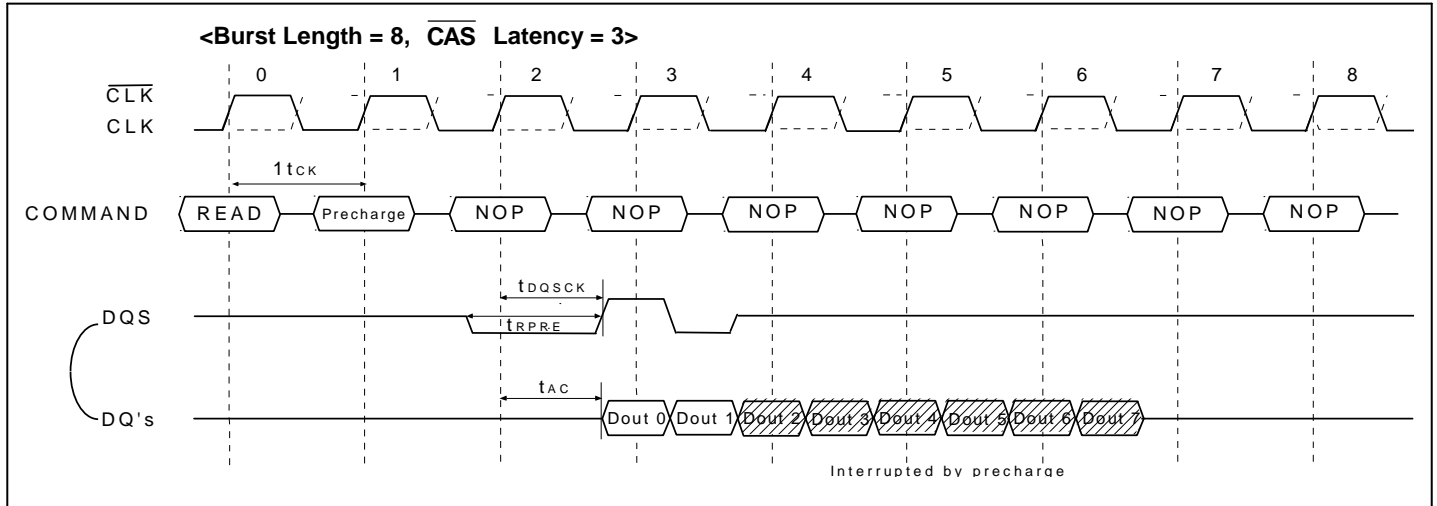 <Burst Length = 8, CAS Latency = 3>
0 1 2 3 4 5 6 7 8
CLK
CLK
1tCK
COMMAND READ Precharge NOP NOP NOP NOP NOP NOP NOP
tDQSCK
DQS
tRPRE
tAC
DQ's Dout 0 Dout 1 Dout 2 Dout 3 Dout 4 Dout 5 Dout 6 Dout 7
Interrupted by precharge